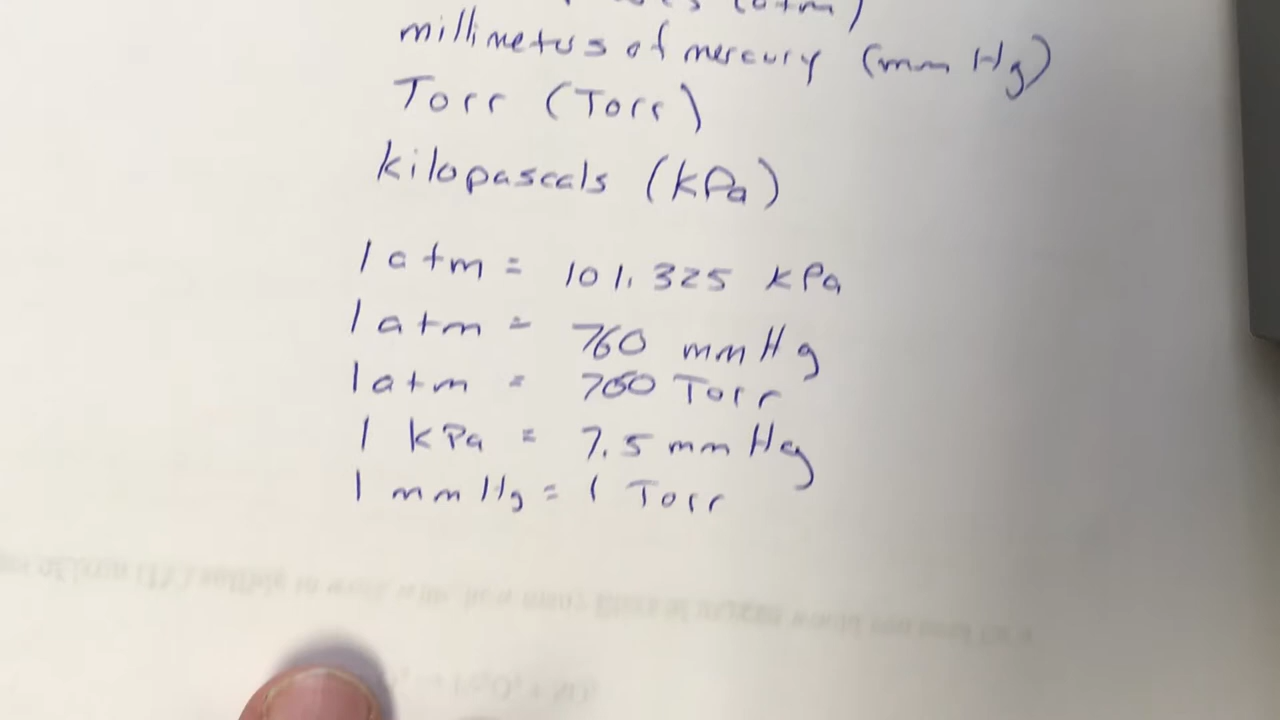 (atm)
millimeters of mercury (mm Hg)
Torr (Torr)
kilopascals (kPa)
1 atm = 101.325 kPa
1 atm = 760 mm Hg
1 atm = 760 Torr
1 kPa = 7.5 mm Hg
1 mm Hg = 1 Torr